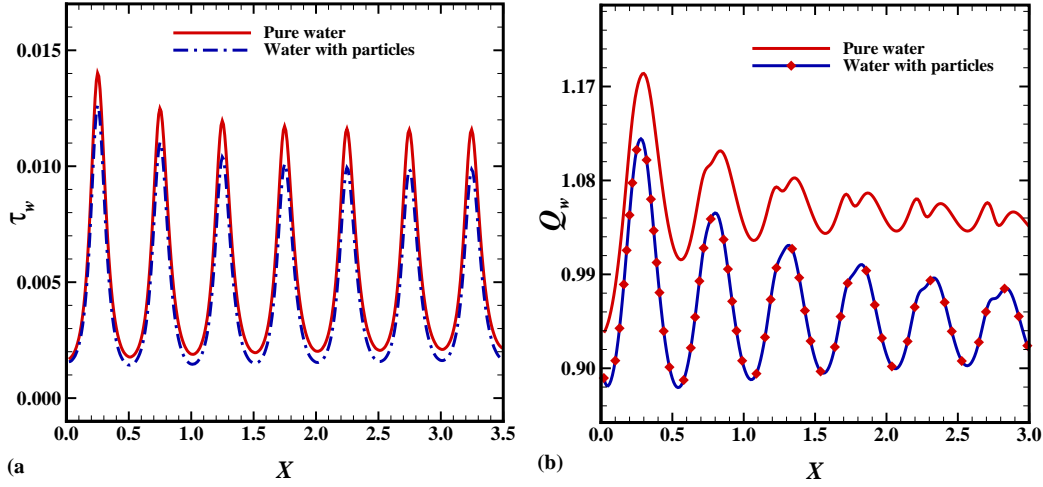 Pure water
Water with particles
0.015
0.010
0.005
0.000
τw
0.0 0.5 1.0 1.5 2.0 2.5 3.0 3.5
X
(a
Pure water
Water with particles
1.17
1.08
0.99
0.90
Qw
0.0 0.5 1.0 1.5 2.0 2.5 3.0
X
(b)